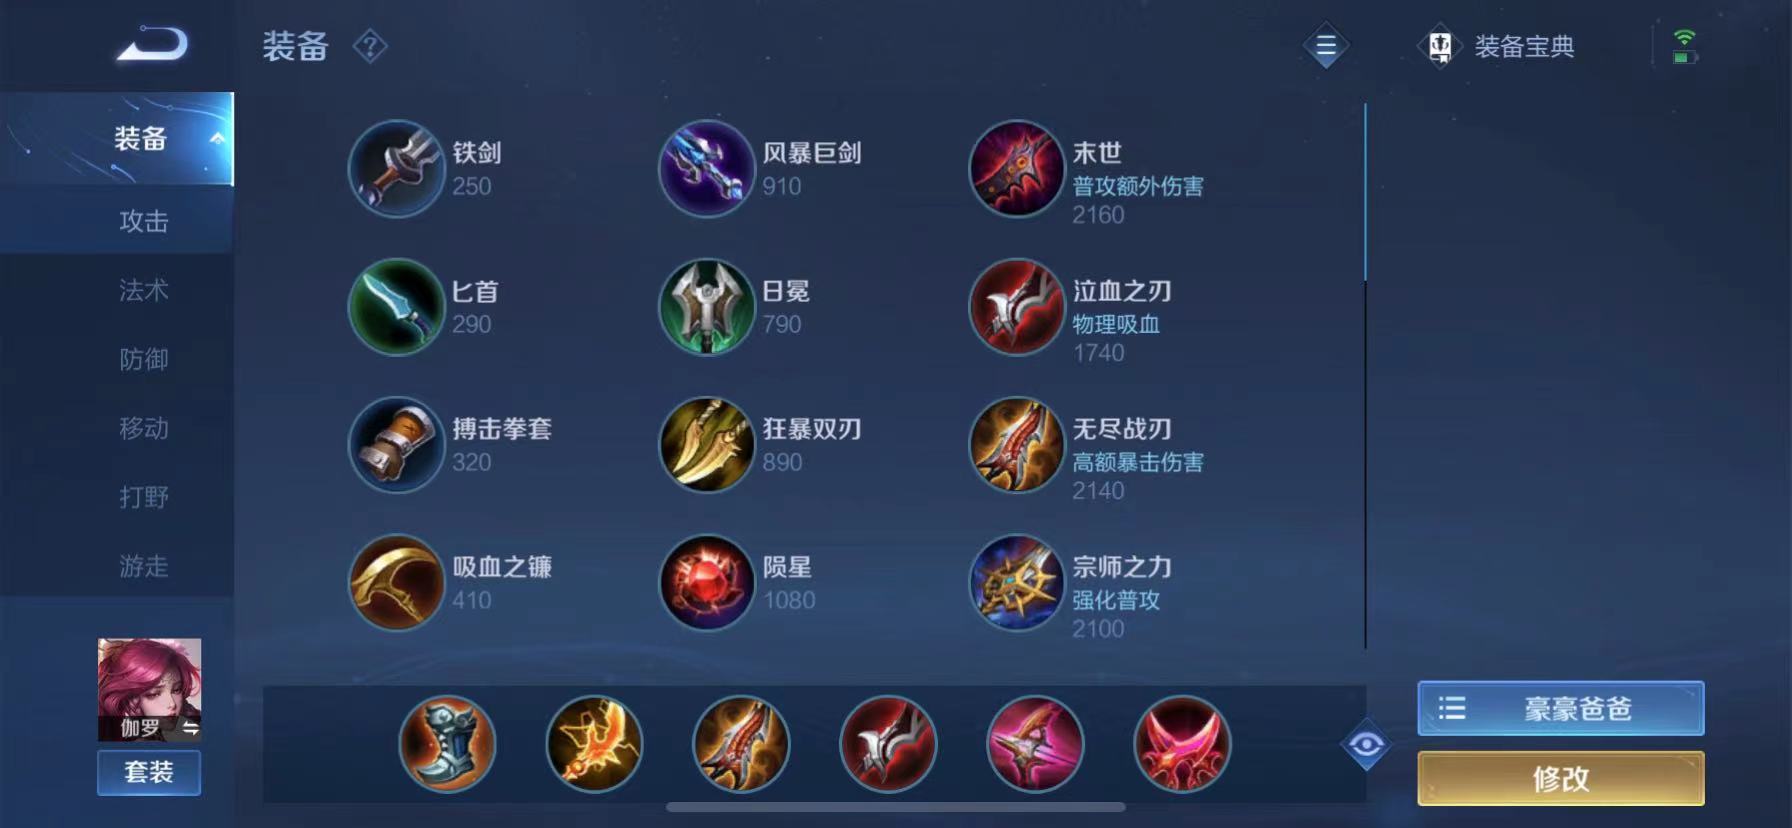 装备
装备宝典
装备
攻击
法术
防御
移动
打野
游走
伽罗
套装
铁剑
250
风暴巨剑
910
末世
普攻额外伤害
2160
匕首
290
日冕
790
泣血之刃
物理吸血
1740
搏击拳套
320
狂暴双刃
890
无尽战刃
高额暴击伤害
2140
吸血之镰
410
陨星
1080
宗师之力
强化普攻
2100
豪豪爸爸
修改